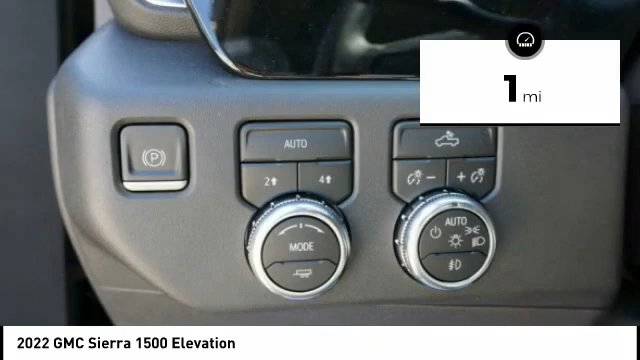 1 mi
P
AUTO
2 4
- +
MODE
AUTO
2022 GMC Sierra 1500 Elevation